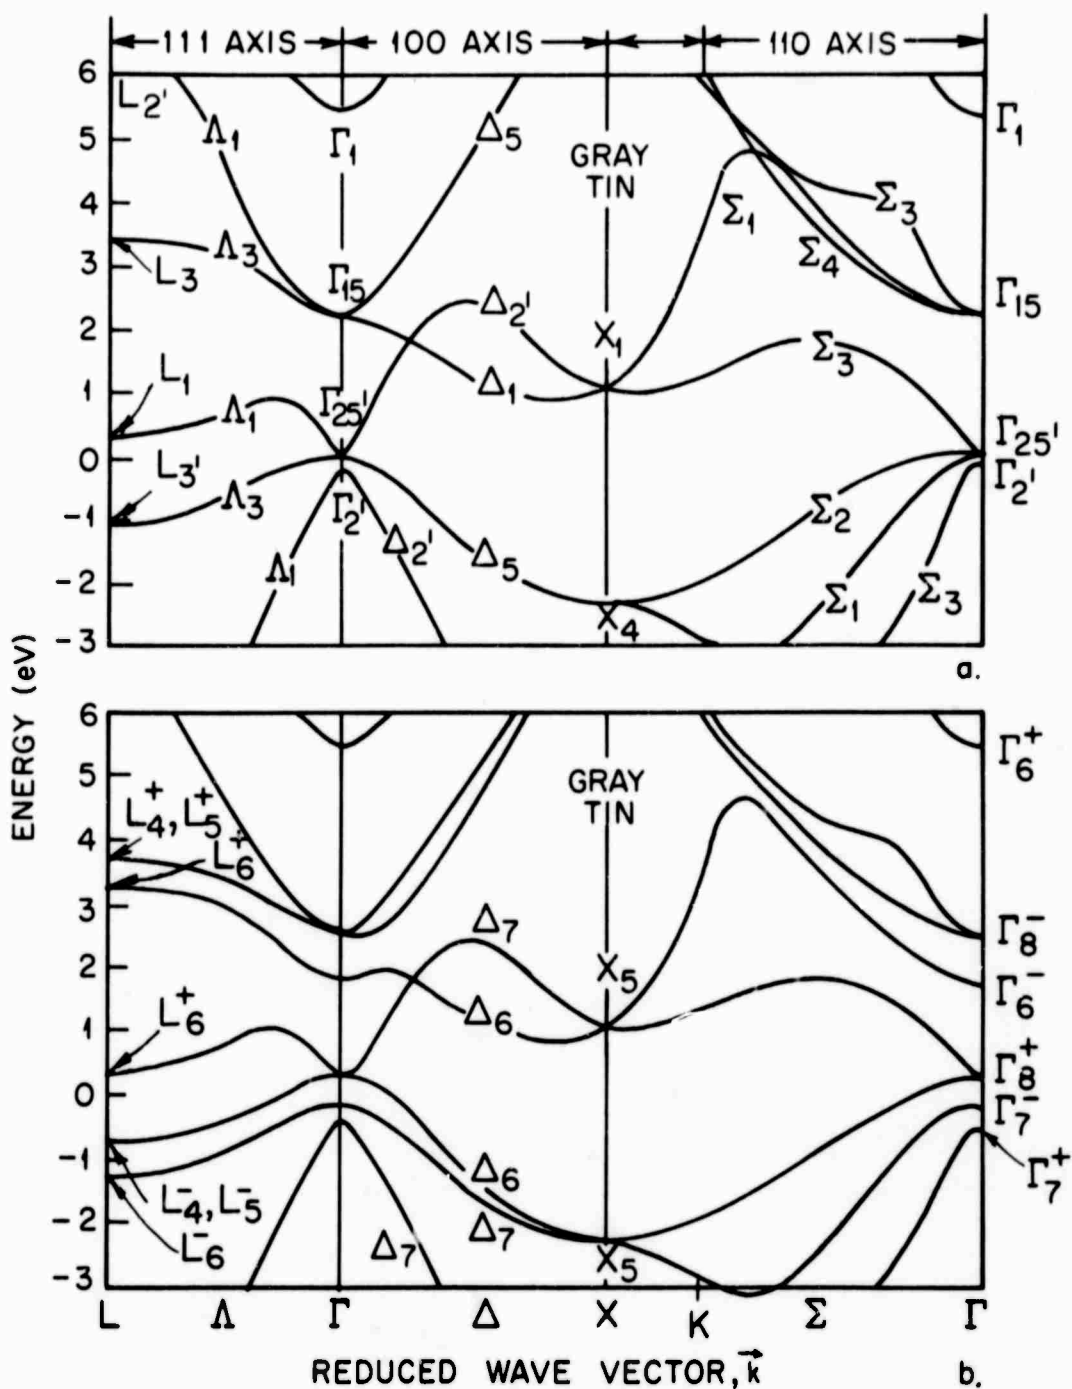 111 AXIS 100 AXIS 110 AXIS
6
5
4
3
2
1
0
-1
-2
-3
L2'
Λ1
Γ1
Δ5
GRAY
TIN
Σ1
Σ3
Γ1
L3
Λ3
Γ15
Δ2'
X1
Σ4
Γ15
L1
Λ1
Γ25'
Δ1
Σ3
Γ25'
L3'
Λ3
Γ2'
Δ2'
Δ5
Σ2
Γ2'
Λ1
X4
Σ1
Σ3
a.
ENERGY (eV)
6
5
4
3
2
1
0
-1
-2
-3
GRAY
TIN
Γ6+
L4+, L5+
L6+
Δ7
X5
Γ8-
Γ6-
L6+
Δ6
Γ8+
Γ7-
Γ7+
L4-, L5-
L6-
Δ6
Δ7
Δ7
X5
L Λ Γ Δ X K Σ Γ
REDUCED WAVE VECTOR, k⃗
b.